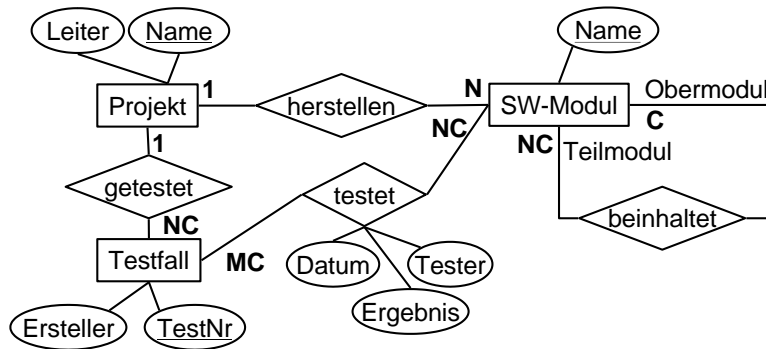 Leiter
Name
Name
Projekt
1
herstellen
N
SW-Modul
Obermodul
C
NC
NC
Teilmodul
1
getestet
testet
beinhaltet
NC
Testfall
MC
Datum
Tester
Ergebnis
Ersteller
TestNr